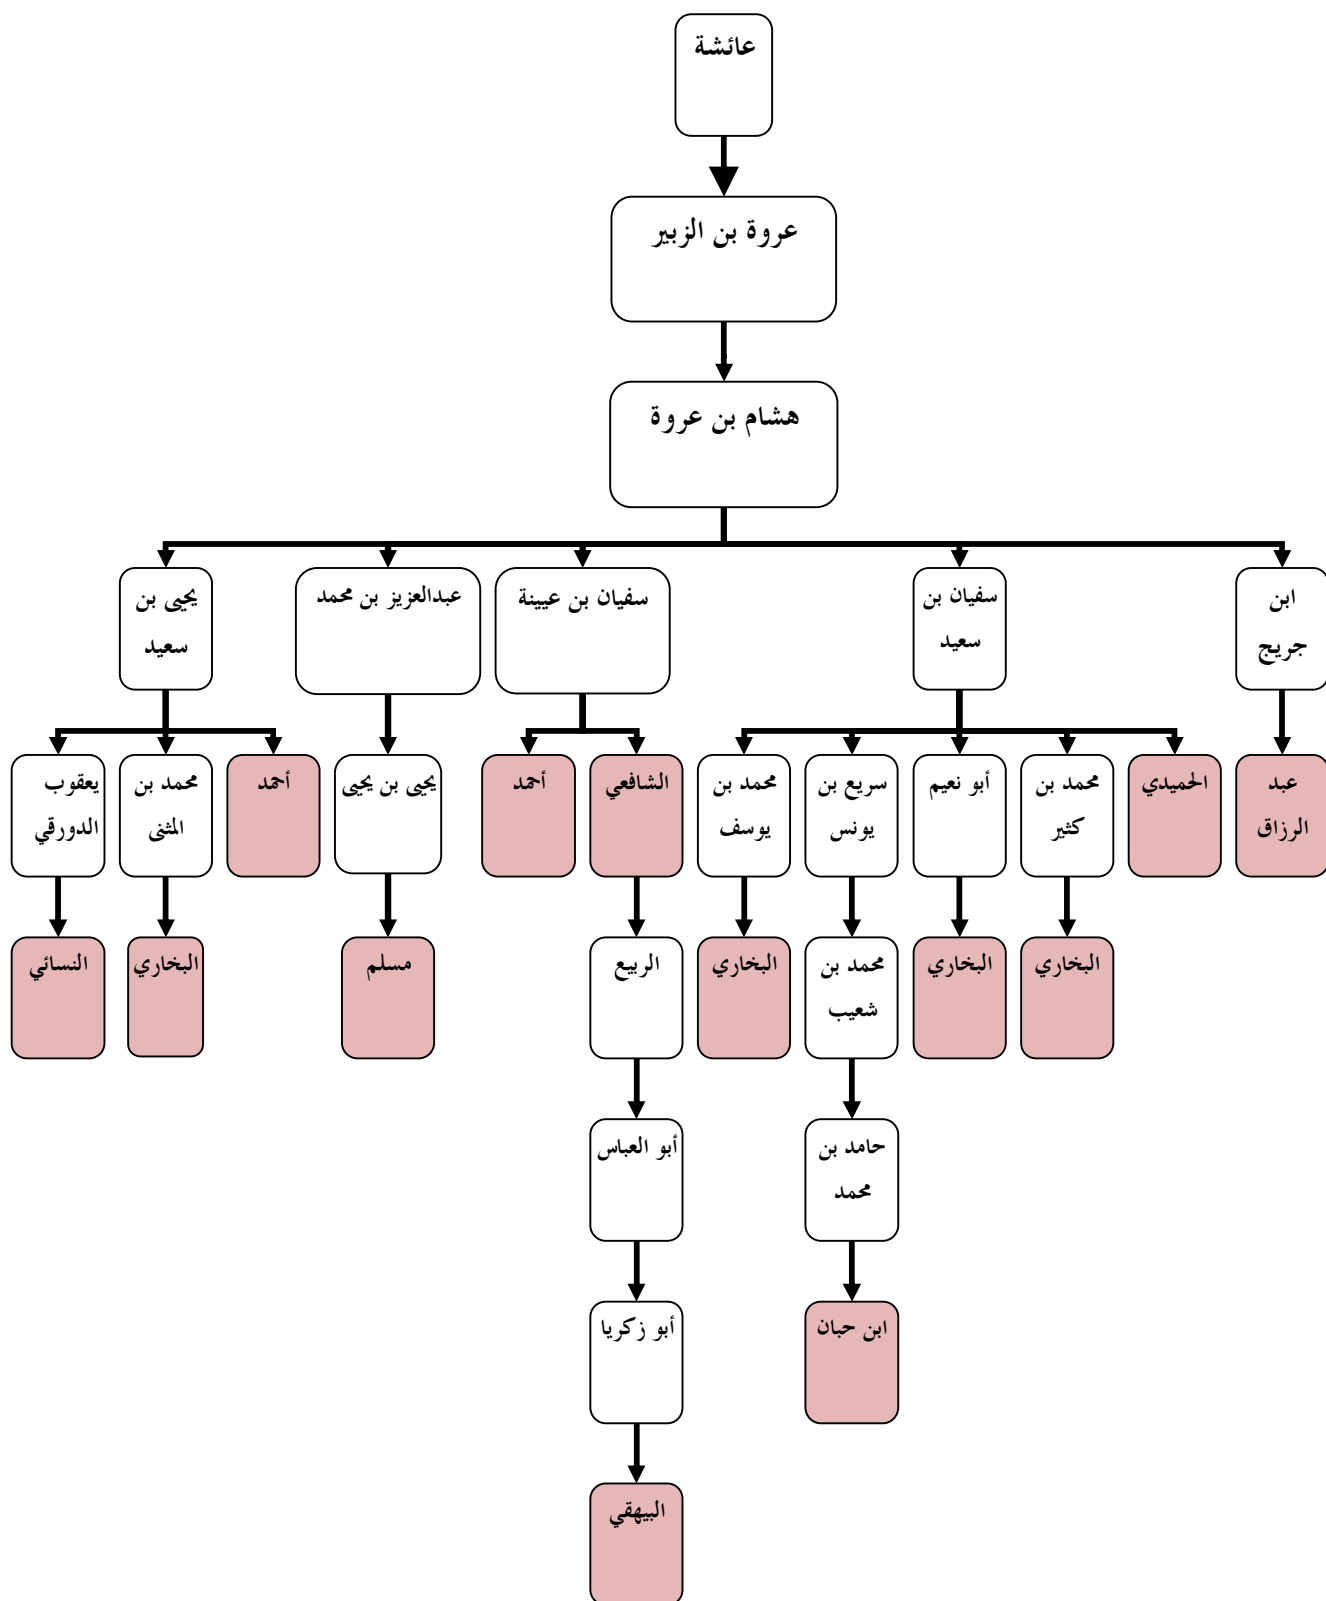 عائشة
عروة بن الزبير
هشام بن عروة
ابن
جريج
سفيان بن
سعيد
سفيان بن عيينة
عبدالعزيز بن محمد
يحيى بن
سعيد
عبد
الرزاق
الحميدي
محمد بن
كثير
أبو نعيم
سريع بن
يونس
محمد بن
يوسف
الشافعي
أحمد
يحيى بن يحيى
أحمد
محمد بن
المثنى
يعقوب
الدورقي
البخاري
البخاري
محمد بن
شعيب
البخاري
الربيع
مسلم
البخاري
النسائي
حامد بن
محمد
أبو العباس
ابن حبان
أبو زكريا
البيهقي